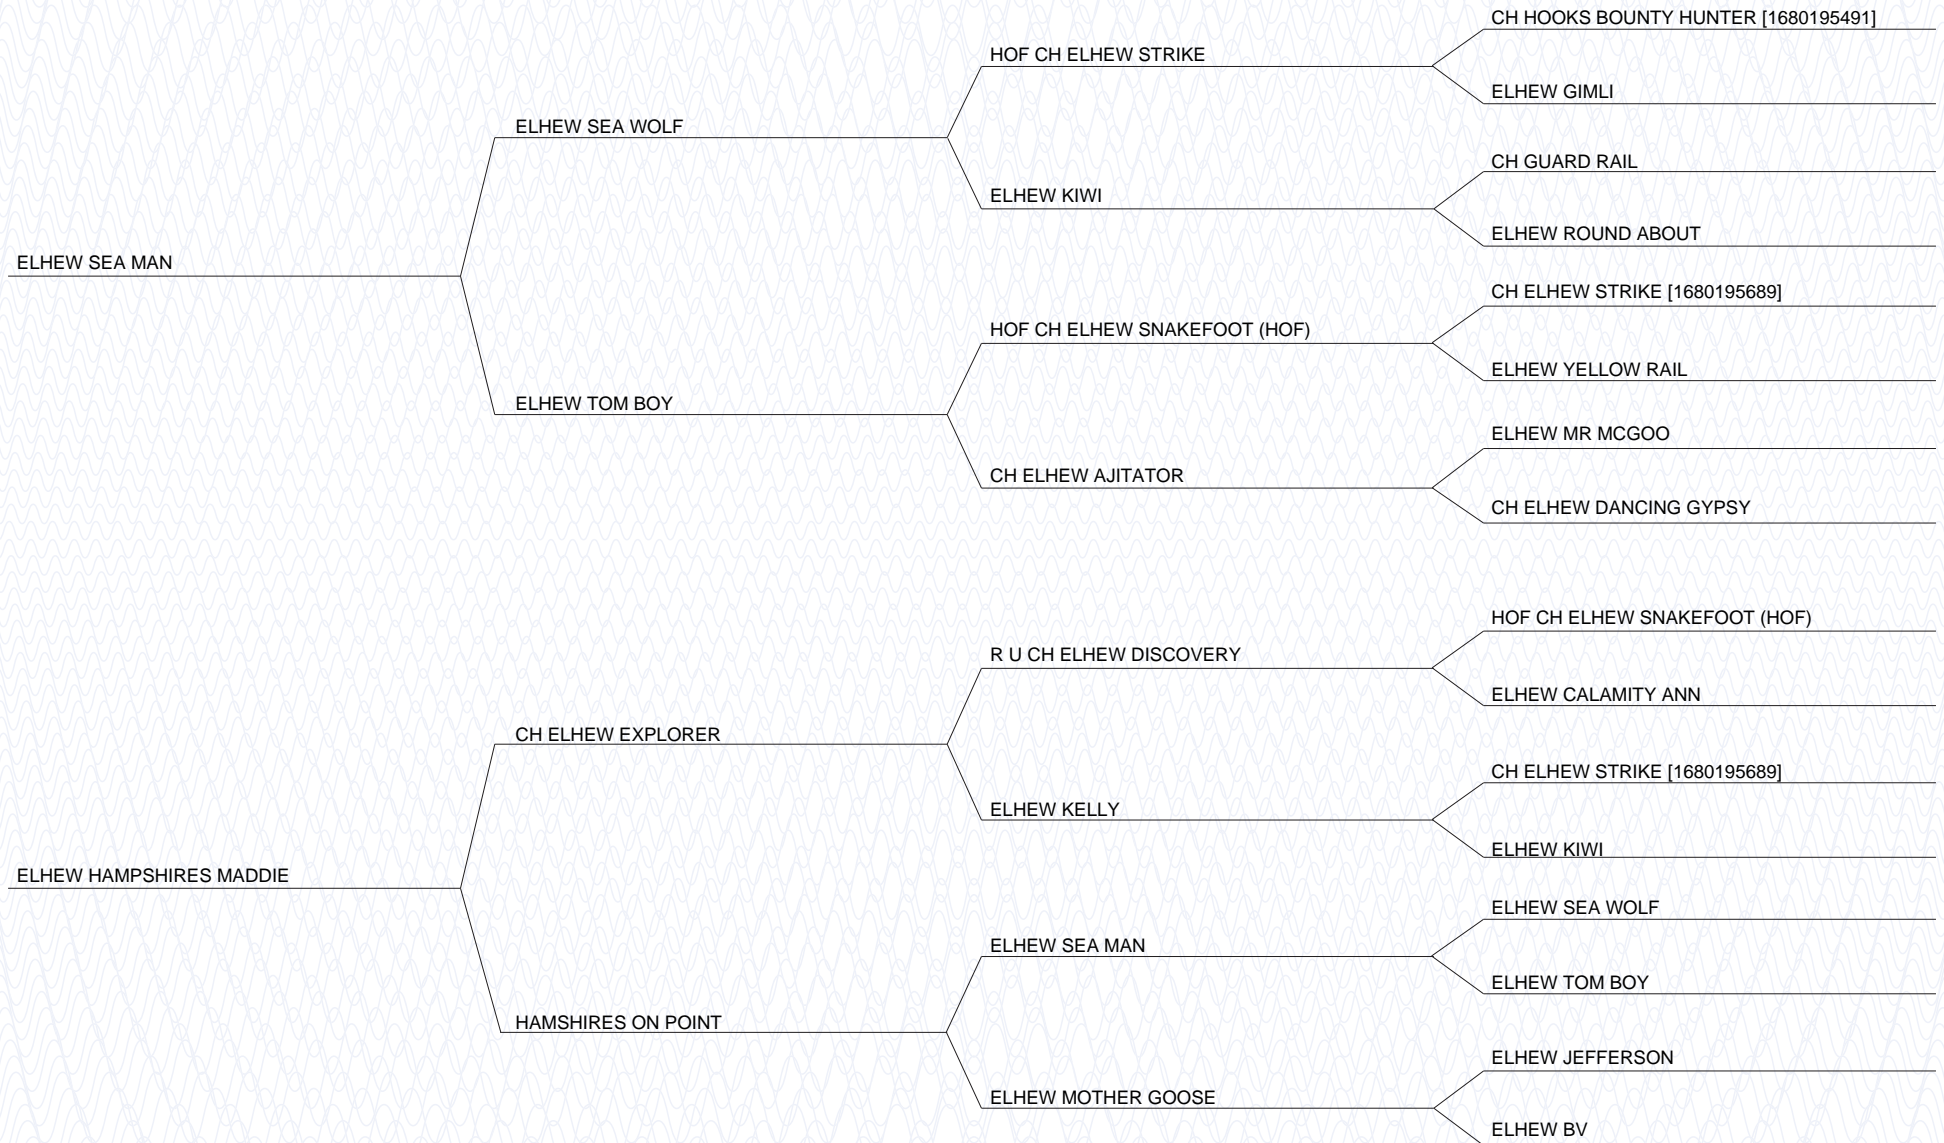 CH HOOKS BOUNTY HUNTER [1680195491]
HOF CH ELHEW STRIKE
ELHEW GIMLI
ELHEW SEA WOLF
CH GUARD RAIL
ELHEW KIWI
ELHEW ROUND ABOUT
ELHEW SEA MAN
CH ELHEW STRIKE [1680195689]
HOF CH ELHEW SNAKEFOOT (HOF)
ELHEW YELLOW RAIL
ELHEW TOM BOY
ELHEW MR MCGOO
CH ELHEW AJITATOR
CH ELHEW DANCING GYPSY
HOF CH ELHEW SNAKEFOOT (HOF)
R U CH ELHEW DISCOVERY
ELHEW CALAMITY ANN
CH ELHEW EXPLORER
CH ELHEW STRIKE [1680195689]
ELHEW KELLY
ELHEW KIWI
ELHEW HAMPSHIRES MADDIE
ELHEW SEA WOLF
ELHEW SEA MAN
ELHEW TOM BOY
HAMSHIRES ON POINT
ELHEW JEFFERSON
ELHEW MOTHER GOOSE
ELHEW BV